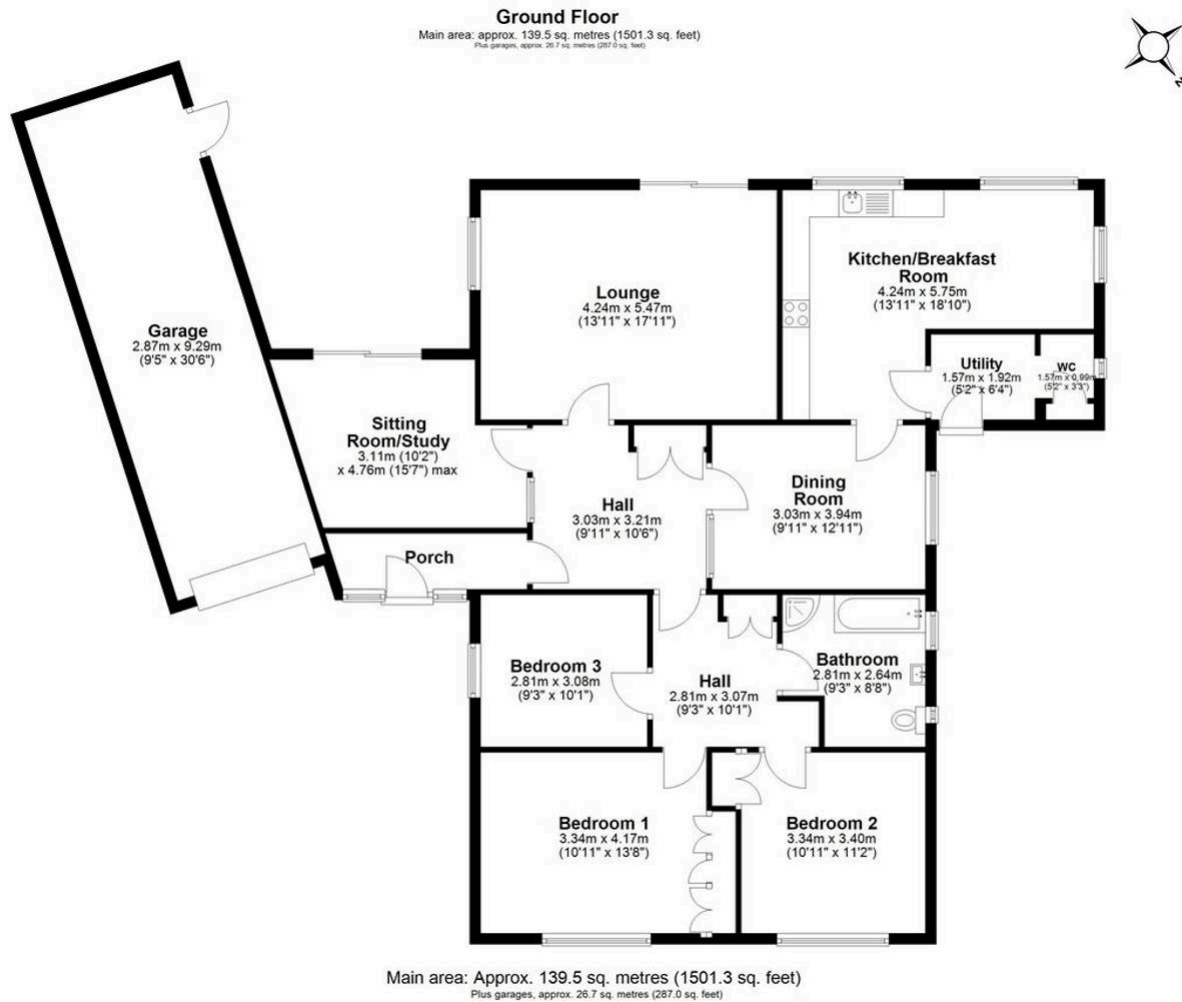 Ground Floor
Main area: approx. 139.5 sq. metres (1501.3 sq. feet)
Plus garages, approx. 26.7 sq. metres (287.0 sq. feet)
N
Garage
2.87m x 9.29m
(9'5" x 30'6")
Lounge
4.24m x 5.47m
(13'11" x 17'11")
Kitchen/Breakfast
Room
4.24m x 5.75m
(13'11" x 18'10")
Utility
1.57m x 1.92m
(5'2" x 6'4")
WC
1.57m x 0.99m
(5'2" x 3'3")
Sitting
Room/Study
3.11m (10'2")
x 4.76m (15'7") max
Hall
3.03m x 3.21m
(9'11" x 10'6")
Dining
Room
3.03m x 3.94m
(9'11" x 12'11")
Porch
Bedroom 3
2.81m x 3.08m
(9'3" x 10'1")
Hall
2.81m x 3.07m
(9'3" x 10'1")
Bathroom
2.81m x 2.64m
(9'3" x 8'8")
Bedroom 1
3.34m x 4.17m
(10'11" x 13'8")
Bedroom 2
3.34m x 3.40m
(10'11" x 11'2")
Main area: Approx. 139.5 sq. metres (1501.3 sq. feet)
Plus garages, approx. 26.7 sq. metres (287.0 sq. feet)